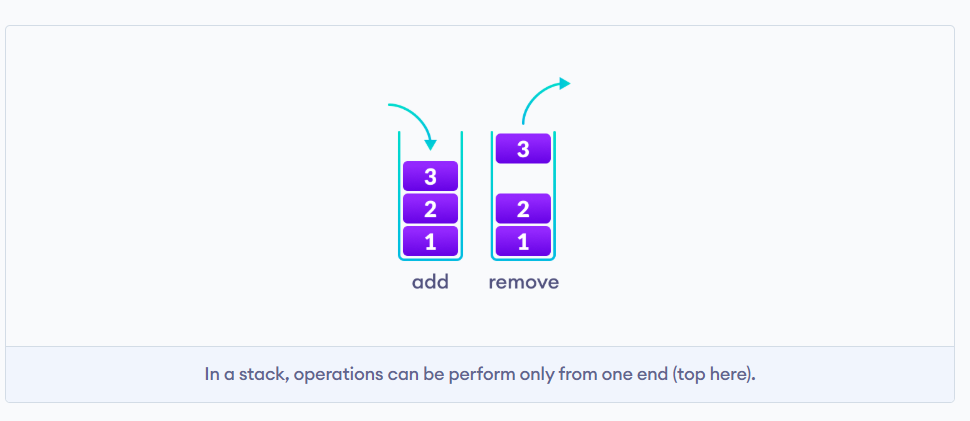 3
3
2
2
1
1
add
remove
In a stack, operations can be perform only from one end (top here).